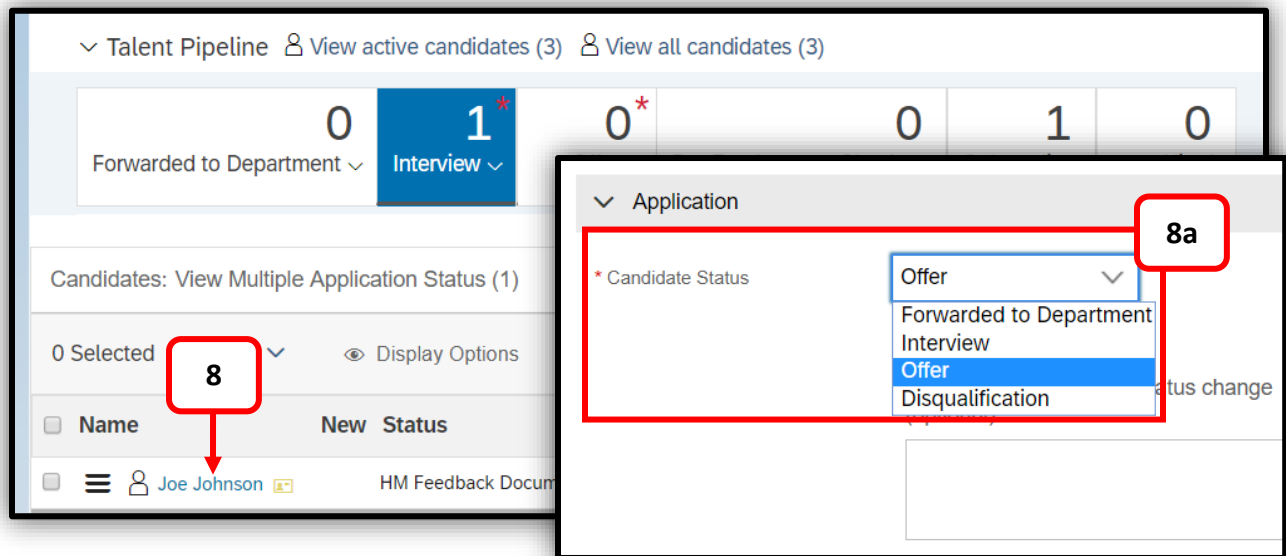 Talent Pipeline View active candidates (3) View all candidates (3)
0 1* 0* 0 1 0
Forwarded to Department Interview
Candidates: View Multiple Application Status (1)
0 Selected
Display Options
8
Name New Status
Joe Johnson HM Feedback Docum
Application
8a
* Candidate Status
Offer
Forwarded to Department
Interview
Offer
Disqualification
atus change